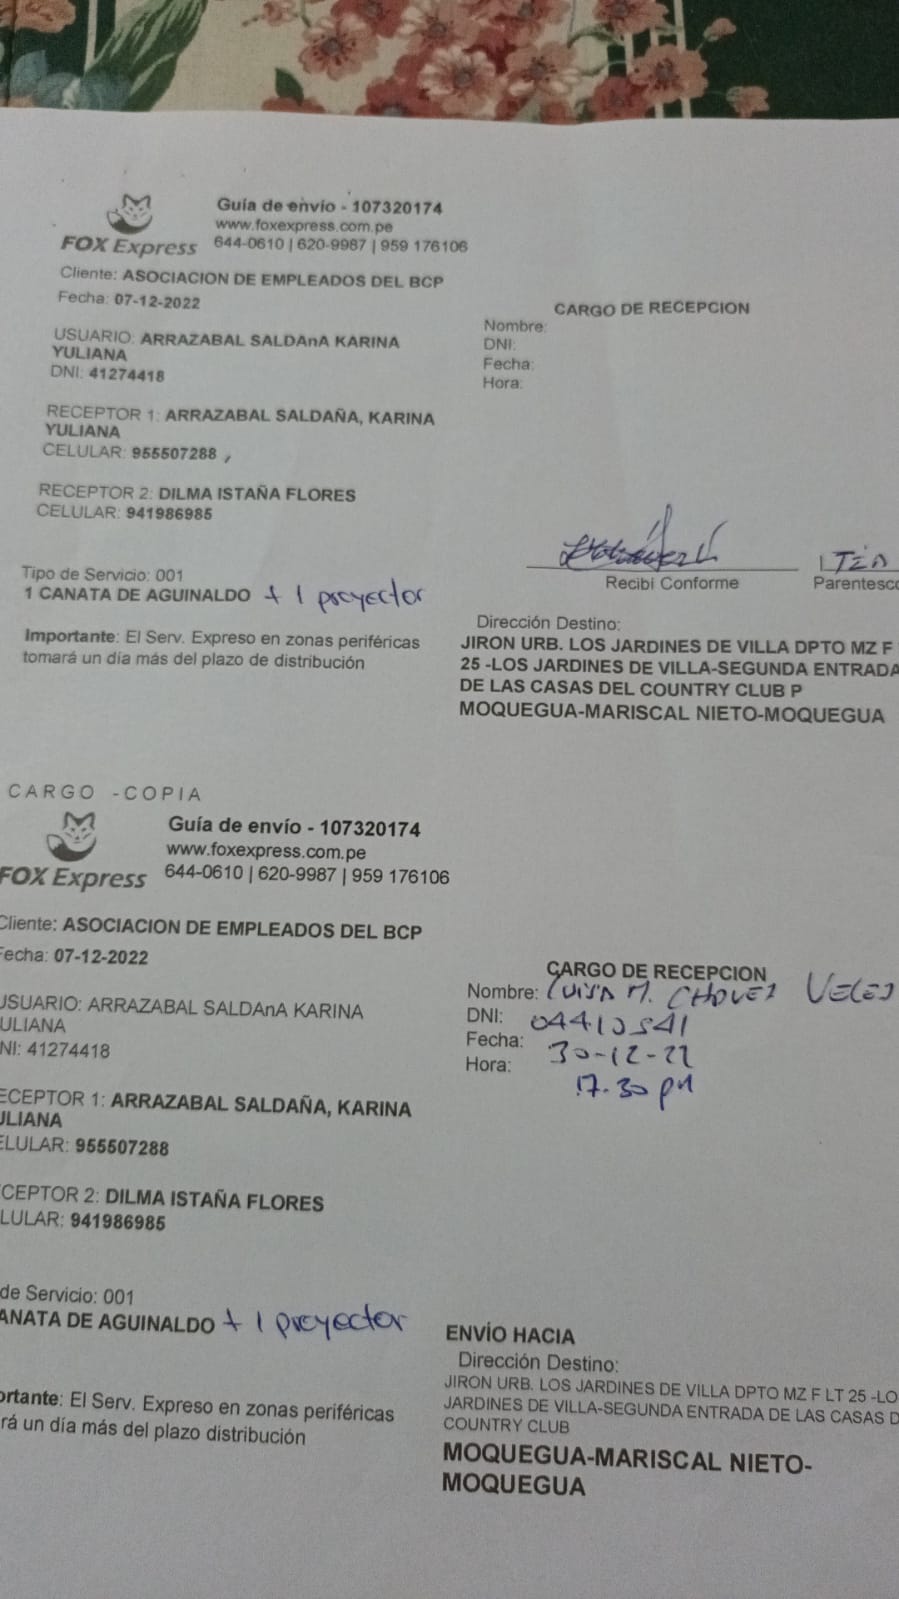 Guía de envío - 107320174
www.foxexpress.com.pe
FOX Express 644-0610 | 620-9987 | 959 176106
Cliente: ASOCIACION DE EMPLEADOS DEL BCP
Fecha: 07-12-2022
CARGO DE RECEPCION
Nombre:
DNI:
Fecha:
Hora:
USUARIO: ARRAZABAL SALDAnA KARINA
YULIANA
DNI: 41274418
RECEPTOR 1: ARRAZABAL SALDAÑA, KARINA
YULIANA
CELULAR: 955507288
RECEPTOR 2: DILMA ISTAÑA FLORES
CELULAR: 941986985
Recibi Conforme
Parentesco
Tipo de Servicio: 001
1 CANATA DE AGUINALDO + 1 proyector
Importante: El Serv. Expreso en zonas periféricas
tomará un día más del plazo de distribución
Dirección Destino:
JIRON URB. LOS JARDINES DE VILLA DPTO MZ F
25 -LOS JARDINES DE VILLA-SEGUNDA ENTRADA
DE LAS CASAS DEL COUNTRY CLUB P
MOQUEGUA-MARISCAL NIETO-MOQUEGUA
CARGO -COPIA
Guía de envío - 107320174
www.foxexpress.com.pe
FOX Express 644-0610 | 620-9987 | 959 176106
Cliente: ASOCIACION DE EMPLEADOS DEL BCP
Fecha: 07-12-2022
CARGO DE RECEPCION
Nombre: LUISA M. CHOVEZ VELEZ
DNI: 04410541
Fecha: 30-12-22
Hora: 17.30 pm
USUARIO: ARRAZABAL SALDAnA KARINA
ULIANA
NI: 41274418
ECEPTOR 1: ARRAZABAL SALDAÑA, KARINA
ULIANA
ELULAR: 955507288
CEPTOR 2: DILMA ISTAÑA FLORES
LULAR: 941986985
de Servicio: 001
ANATA DE AGUINALDO + 1 proyector
ortante: El Serv. Expreso en zonas periféricas
rá un día más del plazo distribución
ENVÍO HACIA
Dirección Destino:
JIRON URB. LOS JARDINES DE VILLA DPTO MZ F LT 25 -LO
JARDINES DE VILLA-SEGUNDA ENTRADA DE LAS CASAS D
COUNTRY CLUB
MOQUEGUA-MARISCAL NIETO-
MOQUEGUA